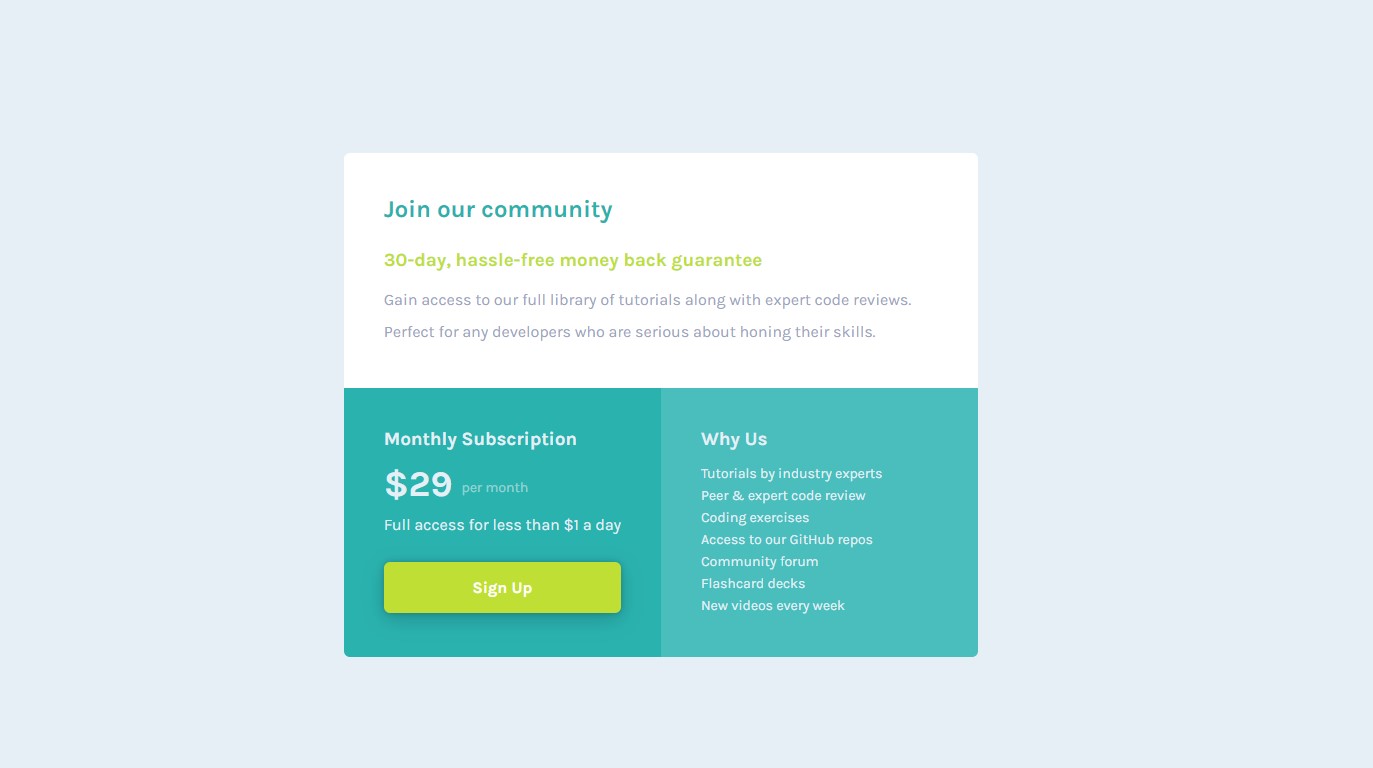 Join our community
30-day, hassle-free money back guarantee
Gain access to our full library of tutorials along with expert code reviews.
Perfect for any developers who are serious about honing their skills.
Monthly Subscription
$29 per month
Full access for less than $1 a day
Sign Up
Why Us
Tutorials by industry experts
Peer & expert code review
Coding exercises
Access to our GitHub repos
Community forum
Flashcard decks
New videos every week